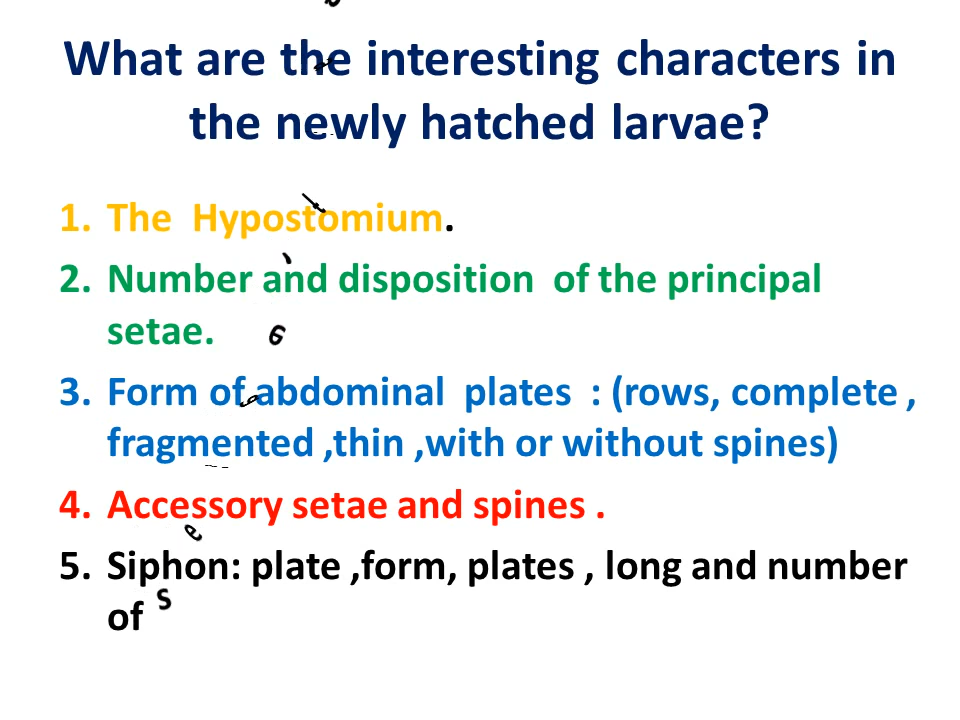 What are the interesting characters in
the newly hatched larvae?
1. The Hypostomium.
2. Number and disposition of the principal
setae.
3. Form of abdominal plates : (rows, complete ,
fragmented ,thin ,with or without spines)
4. Accessory setae and spines .
5. Siphon: plate ,form, plates , long and number
of